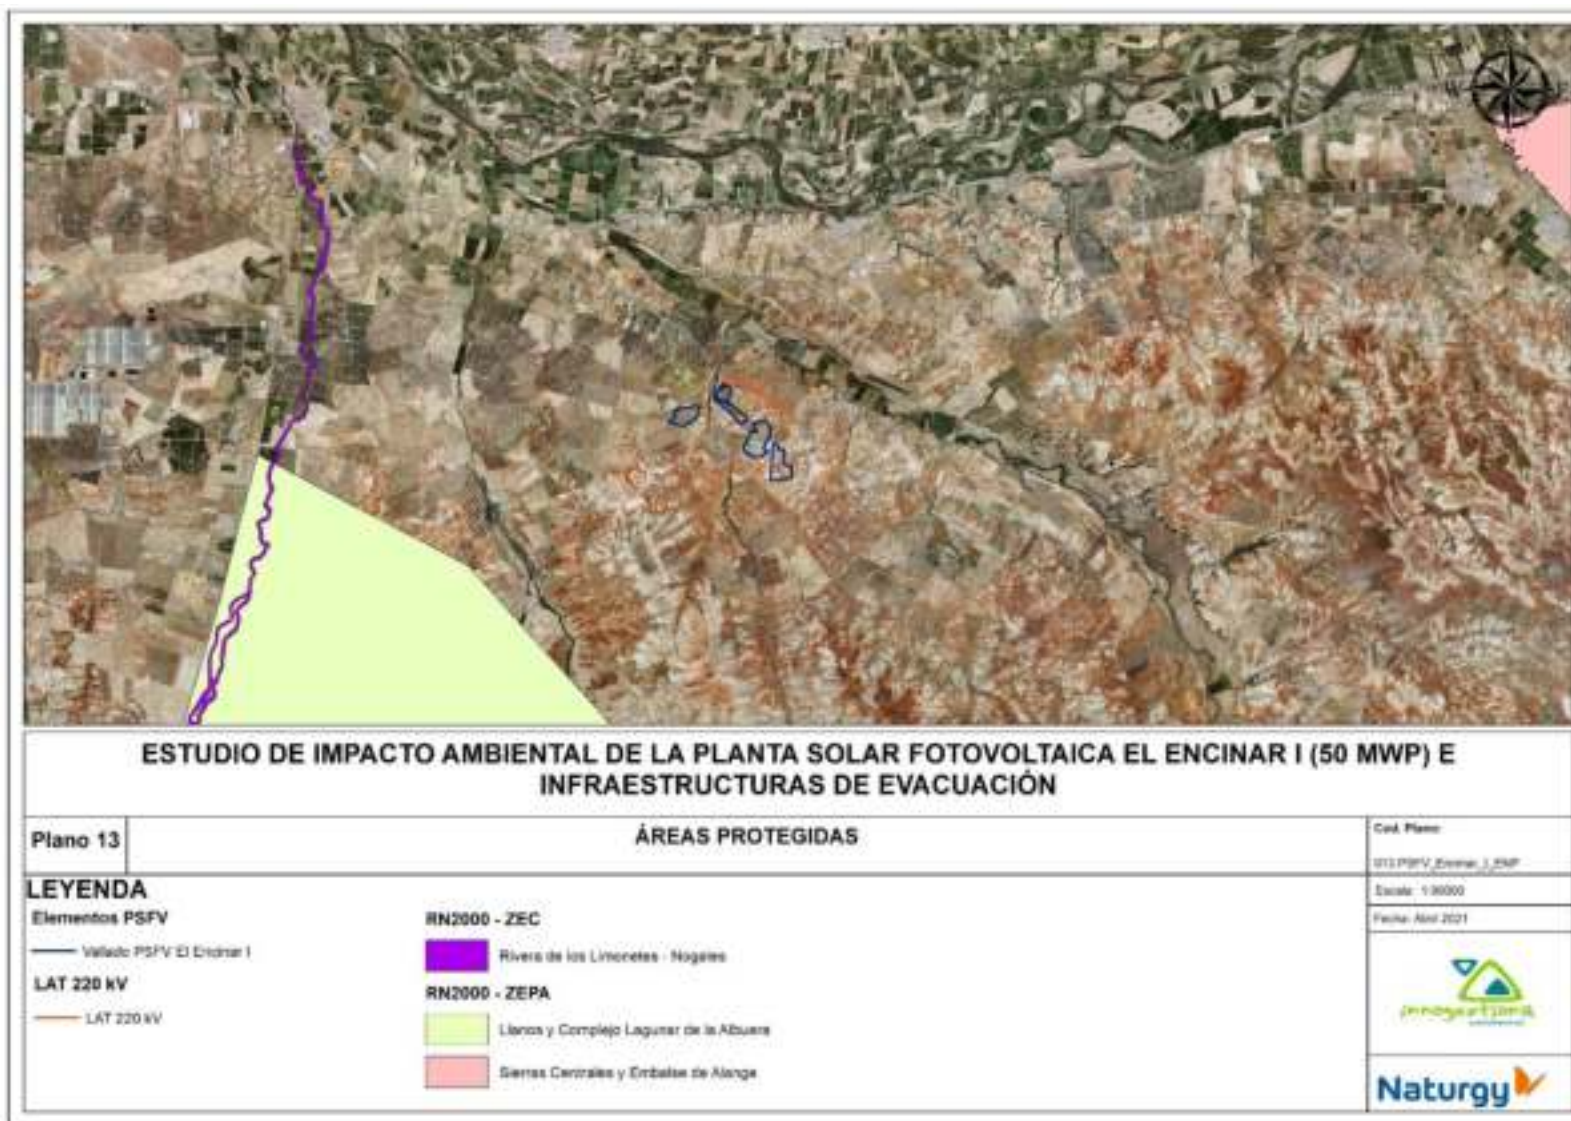 ESTUDIO DE IMPACTO AMBIENTAL DE LA PLANTA SOLAR FOTOVOLTAICA EL ENCINAR I (50 MWP) E
INFRAESTRUCTURAS DE EVACUACIÓN
Plano 13
ÁREAS PROTEGIDAS
Cod. Plano:
LEYENDA
Elementos PSFV
Vallado PSFV El Encinar I
LAT 220 kV
LAT 220 kV
RN2000 - ZEC
Rivera de los Limonetes - Nogales
RN2000 - ZEPA
Llanos y Complejo Lagunar de la Albuera
Sierras Centrales y Embalse de Alange
Escala:
Fecha: Abril 2021
innogestiona
Naturgy